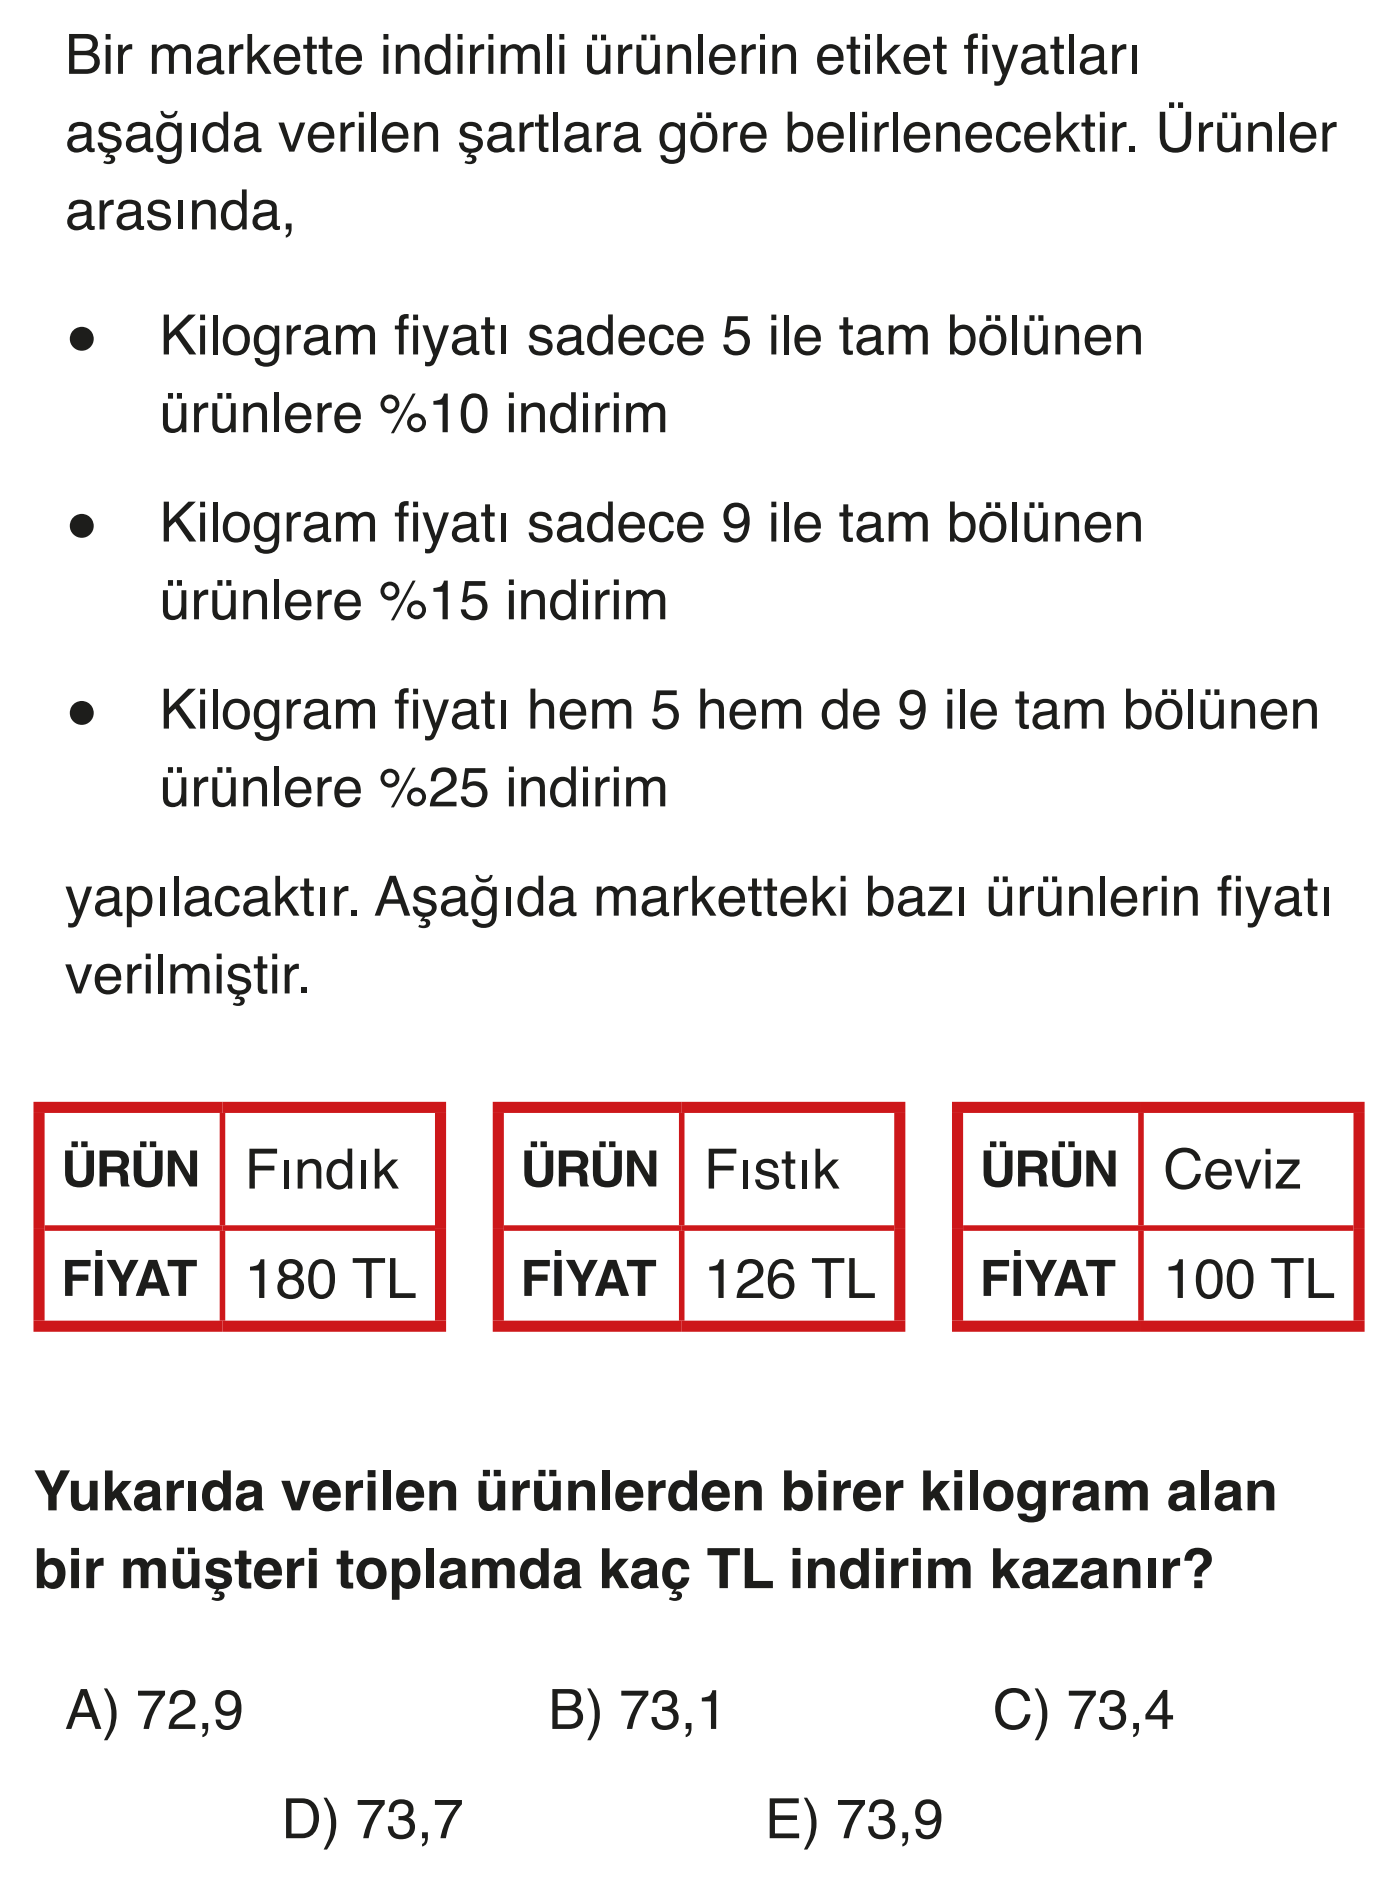 Bir markette indirimli ürünlerin etiket fiyatları
aşağıda verilen şartlara göre belirlenecektir. Ürünler
arasında,
● Kilogram fiyatı sadece 5 ile tam bölünen
ürünlere %10 indirim
● Kilogram fiyatı sadece 9 ile tam bölünen
ürünlere %15 indirim
● Kilogram fiyatı hem 5 hem de 9 ile tam bölünen
ürünlere %25 indirim
yapılacaktır. Aşağıda marketteki bazı ürünlerin fiyatı
verilmiştir.
ÜRÜN Fındık ÜRÜN Fıstık ÜRÜN Ceviz
FİYAT 180 TL FİYAT 126 TL FİYAT 100 TL
Yukarıda verilen ürünlerden birer kilogram alan
bir müşteri toplamda kaç TL indirim kazanır?
A) 72,9 B) 73,1 C) 73,4
D) 73,7 E) 73,9